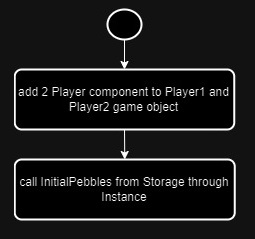 add 2 Player component to Player1 and
Player2 game object
call InitialPebbles from Storage through
Instance